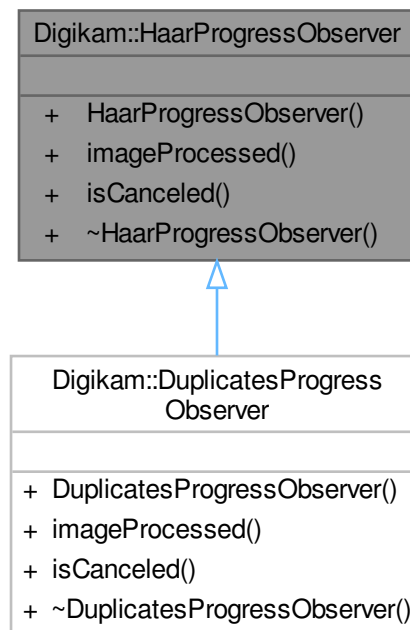 Digikam::HaarProgressObserver
+ HaarProgressObserver()
+ imageProcessed()
+ isCanceled()
+ ~HaarProgressObserver()
Digikam::DuplicatesProgress
Observer
+ DuplicatesProgressObserver()
+ imageProcessed()
+ isCanceled()
+ ~DuplicatesProgressObserver()